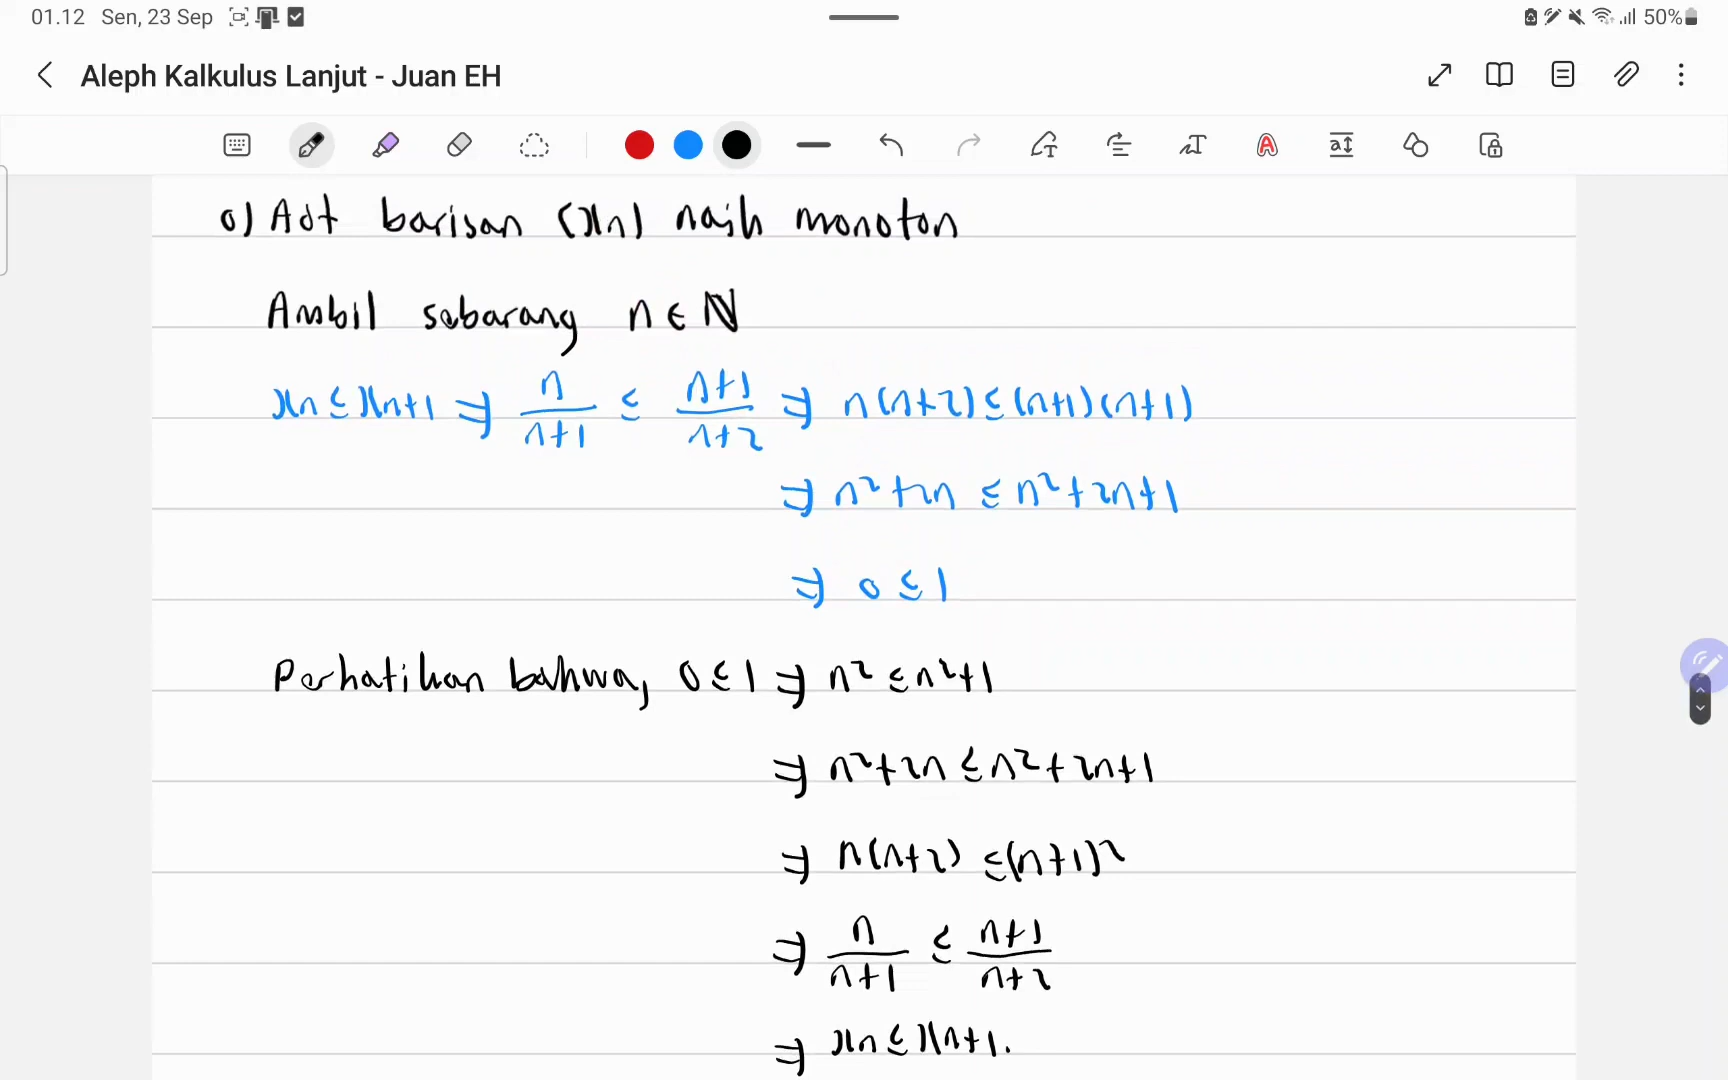 01.12 Sen, 23 Sep 50%
Aleph Kalkulus Lanjut - Juan EH
o) Adt barisan (xn) naik monoton
Ambil sebarang n ∈ ℕ
xn ≤ xn+1 ⇒ n/(n+1) ≤ (n+1)/(n+2) ⇒ n(n+2) ≤ (n+1)(n+1)
⇒ n² + 2n ≤ n² + 2n + 1
⇒ 0 ≤ 1
Perhatikan bahwa, 0 ≤ 1 ⇒ n² ≤ n² + 1
⇒ n² + 2n ≤ n² + 2n + 1
⇒ n(n+2) ≤ (n+1)²
⇒ n/(n+1) ≤ (n+1)/(n+2)
⇒ xn ≤ xn+1.